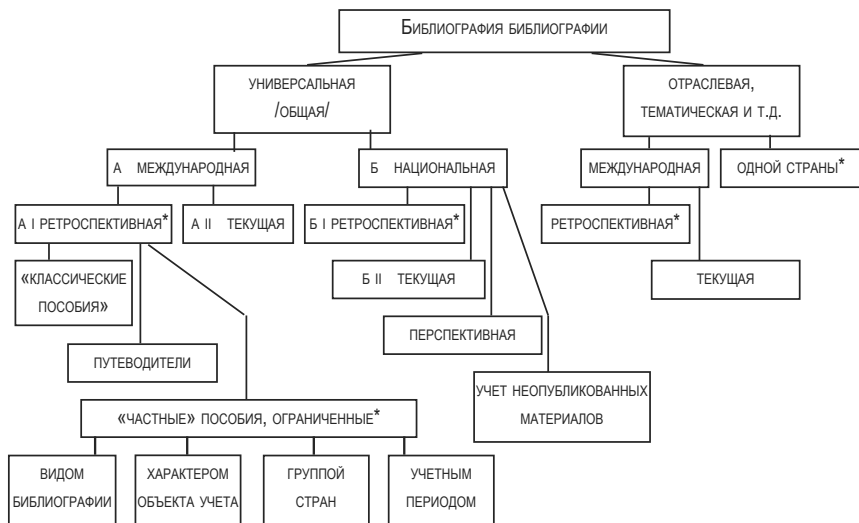 Библиография библиографии
УНИВЕРСАЛЬНАЯ
/ОБЩАЯ/
ОТРАСЛЕВАЯ,
ТЕМАТИЧЕСКАЯ И Т.Д.
А МЕЖДУНАРОДНАЯ
Б НАЦИОНАЛЬНАЯ
МЕЖДУНАРОДНАЯ
ОДНОЙ СТРАНЫ*
А I РЕТРОСПЕКТИВНАЯ*
А II ТЕКУЩАЯ
Б I РЕТРОСПЕКТИВНАЯ*
РЕТРОСПЕКТИВНАЯ*
«КЛАССИЧЕСКИЕ
ПОСОБИЯ»
Б II ТЕКУЩАЯ
ТЕКУЩАЯ
ПЕРСПЕКТИВНАЯ
ПУТЕВОДИТЕЛИ
УЧЕТ НЕОПУБЛИКОВАННЫХ
МАТЕРИАЛОВ
«ЧАСТНЫЕ» ПОСОБИЯ, ОГРАНИЧЕННЫЕ*
ВИДОМ
БИБЛИОГРАФИИ
ХАРАКТЕРОМ
ОБЪЕКТА УЧЕТА
ГРУППОЙ
СТРАН
УЧЕТНЫМ
ПЕРИОДОМ